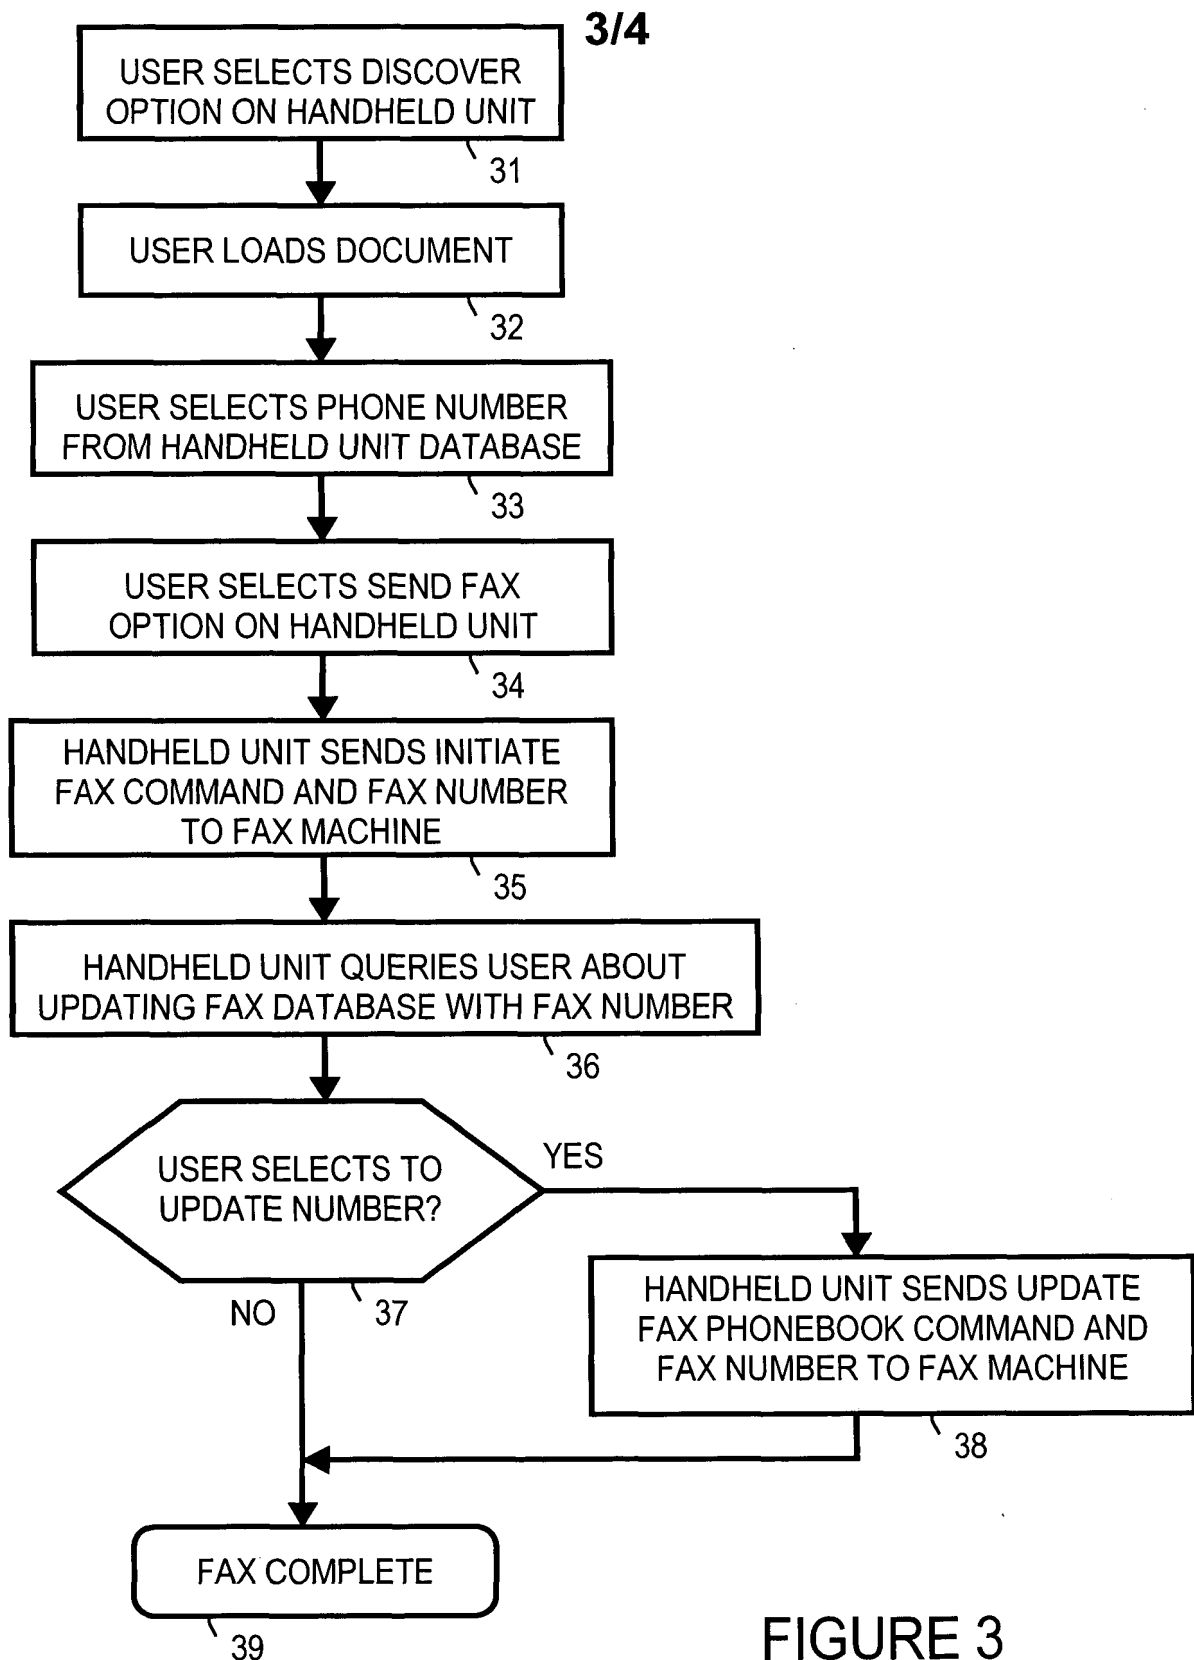 3/4
USER SELECTS DISCOVER
OPTION ON HANDHELD UNIT
31
USER LOADS DOCUMENT
32
USER SELECTS PHONE NUMBER
FROM HANDHELD UNIT DATABASE
33
USER SELECTS SEND FAX
OPTION ON HANDHELD UNIT
34
HANDHELD UNIT SENDS INITIATE
FAX COMMAND AND FAX NUMBER
TO FAX MACHINE
35
HANDHELD UNIT QUERIES USER ABOUT
UPDATING FAX DATABASE WITH FAX NUMBER
36
USER SELECTS TO
UPDATE NUMBER?
YES
NO
37
HANDHELD UNIT SENDS UPDATE
FAX PHONEBOOK COMMAND AND
FAX NUMBER TO FAX MACHINE
38
FAX COMPLETE
39
FIGURE 3